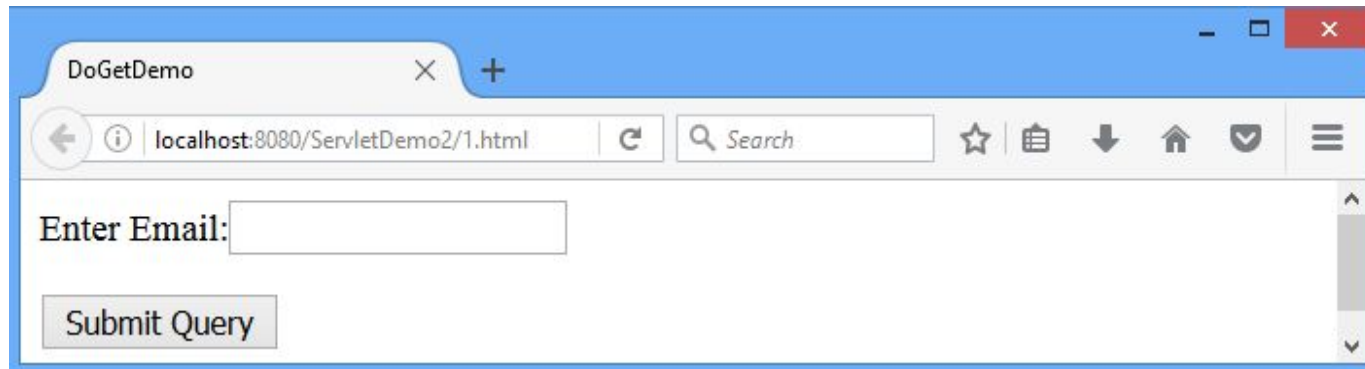 DoGetDemo
localhost:8080/ServletDemo2/1.html
Search
Enter Email:
Submit Query